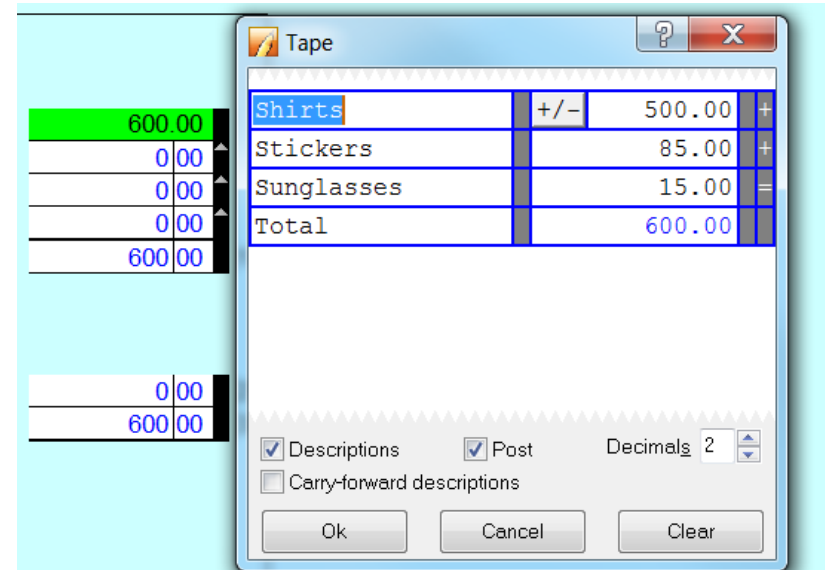 Tape
? X
600.00
0 00
0 00
0 00
600 00
0 00
600 00
Shirts +/- 500.00 +
Stickers 85.00 +
Sunglasses 15.00 =
Total 600.00
Descriptions Post Decimals 2
Carry-forward descriptions
Ok Cancel Clear